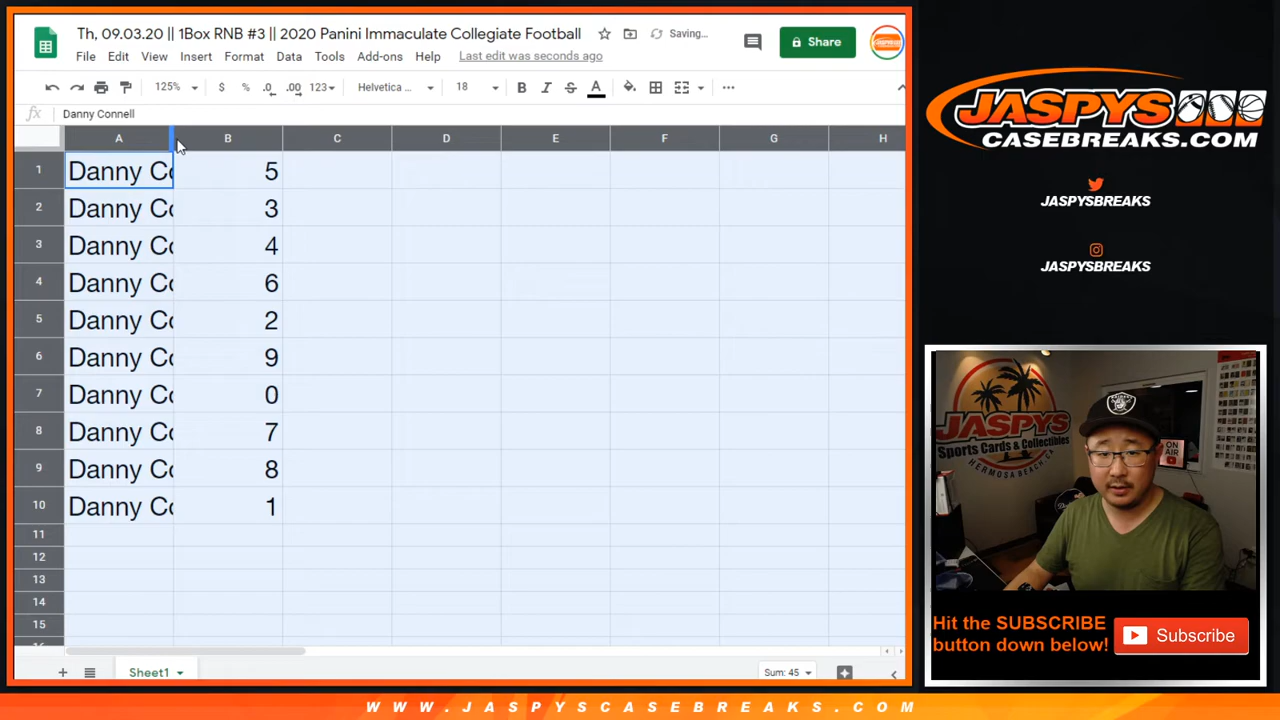 Th, 09.03.20 || 1Box RNB #3 || 2020 Panini Immaculate Collegiate Football
Saving...
Share
File Edit View Insert Format Data Tools Add-ons Help Last edit was seconds ago
125% $ % .0 .00 123 Helvetica ... 18 B I S A
fx Danny Connell
A B C D E F G H
1 Danny Co 5
2 Danny Co 3
3 Danny Co 4
4 Danny Co 6
5 Danny Co 2
6 Danny Co 9
7 Danny Co 0
8 Danny Co 7
9 Danny Co 8
10 Danny Co 1
11
12
13
14
15
Sheet1
Sum: 45
JASPYS
CASEBREAKS.COM
JASPYSBREAKS
JASPYSBREAKS
JASPYS
Sports Cards & Collectibles
HERMOSA BEACH, CA
ON AIR
Hit the SUBSCRIBE
button down below!
Subscribe
WWW.JASPYSCASEBREAKS.COM